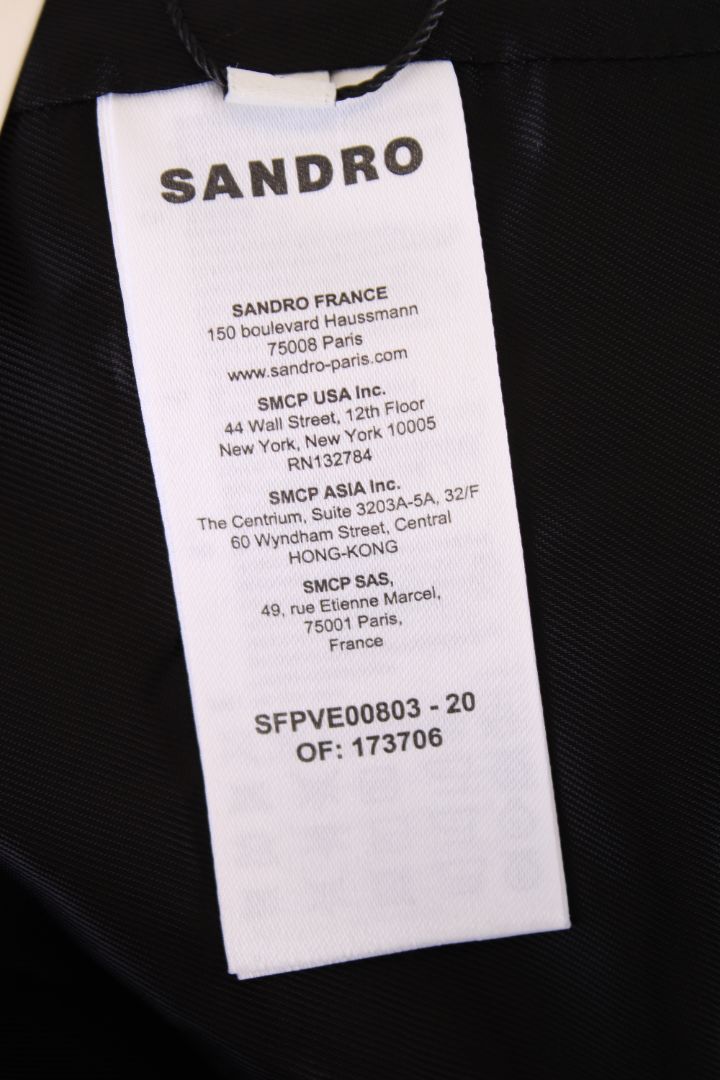 SANDRO
SANDRO FRANCE
150 boulevard Haussmann
75008 Paris
www.sandro-paris.com
SMCP USA Inc.
44 Wall Street, 12th Floor
New York, New York 10005
RN132784
SMCP ASIA Inc.
The Centrium, Suite 3203A-5A, 32/F
60 Wyndham Street, Central
HONG-KONG
SMCP SAS,
49, rue Etienne Marcel,
75001 Paris,
France
SFPVE00803 - 20
OF: 173706